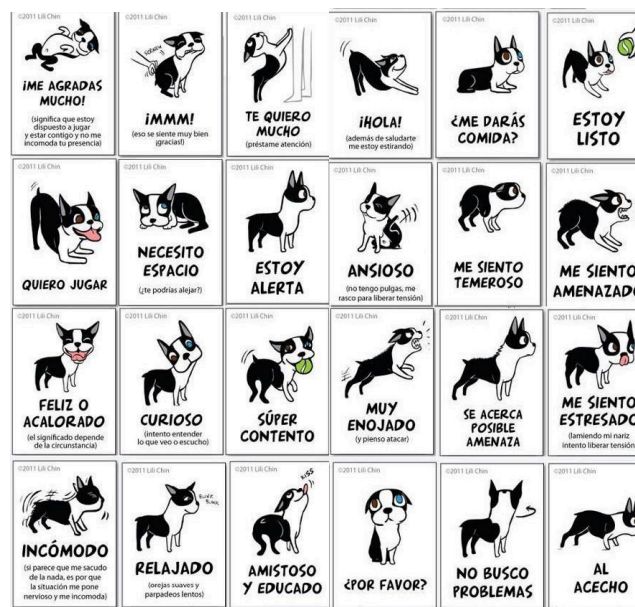 ©2011 Lili Chin
¡ME AGRADAS
MUCHO!
(significa que estoy
dispuesto a jugar
y estar contigo y no me
incomoda tu presencia)
©2011 Lili Chin
¡MMM!
(eso se siente muy bien
¡gracias!)
©2011 Lili Chin
TE QUIERO
MUCHO
(préstame atención)
©2011 Lili Chin
¡HOLA!
(además de saludarte
me estoy estirando)
©2011 Lili Chin
¿ME DARÁS
COMIDA?
©2011 Lili Chin
ESTOY
LISTO
©2011 Lili Chin
QUIERO JUGAR
©2011 Lili Chin
NECESITO
ESPACIO
(¿te podrías alejar?)
©2011 Lili Chin
ESTOY
ALERTA
©2011 Lili Chin
ANSIOSO
(no tengo pulgas, me
rasco para liberar tensión)
©2011 Lili Chin
ME SIENTO
TEMEROSO
©2011 Lili Chin
ME SIENTO
AMENAZADO
©2011 Lili Chin
FELIZ O
ACALORADO
(el significado depende
de la circunstancia)
©2011 Lili Chin
CURIOSO
(intento entender
lo que veo o escucho)
©2011 Lili Chin
SÚPER
CONTENTO
©2011 Lili Chin
MUY
ENOJADO
(y pienso atacar)
©2011 Lili Chin
SE ACERCA
POSIBLE
AMENAZA
©2011 Lili Chin
ME SIENTO
ESTRESADO
(lamiendo mi nariz
intento liberar tensión)
©2011 Lili Chin
INCÓMODO
(si parece que me sacudo
de la nada, es por que
la situación me pone
nervioso y me incomoda)
©2011 Lili Chin
BLINK
BLINK
RELAJADO
(orejas suaves y
parpadeos lentos)
©2011 Lili Chin
KISS
AMISTOSO
Y EDUCADO
©2011 Lili Chin
¿POR FAVOR?
©2011 Lili Chin
NO BUSCO
PROBLEMAS
©2011 Lili Chin
AL
ACECHO